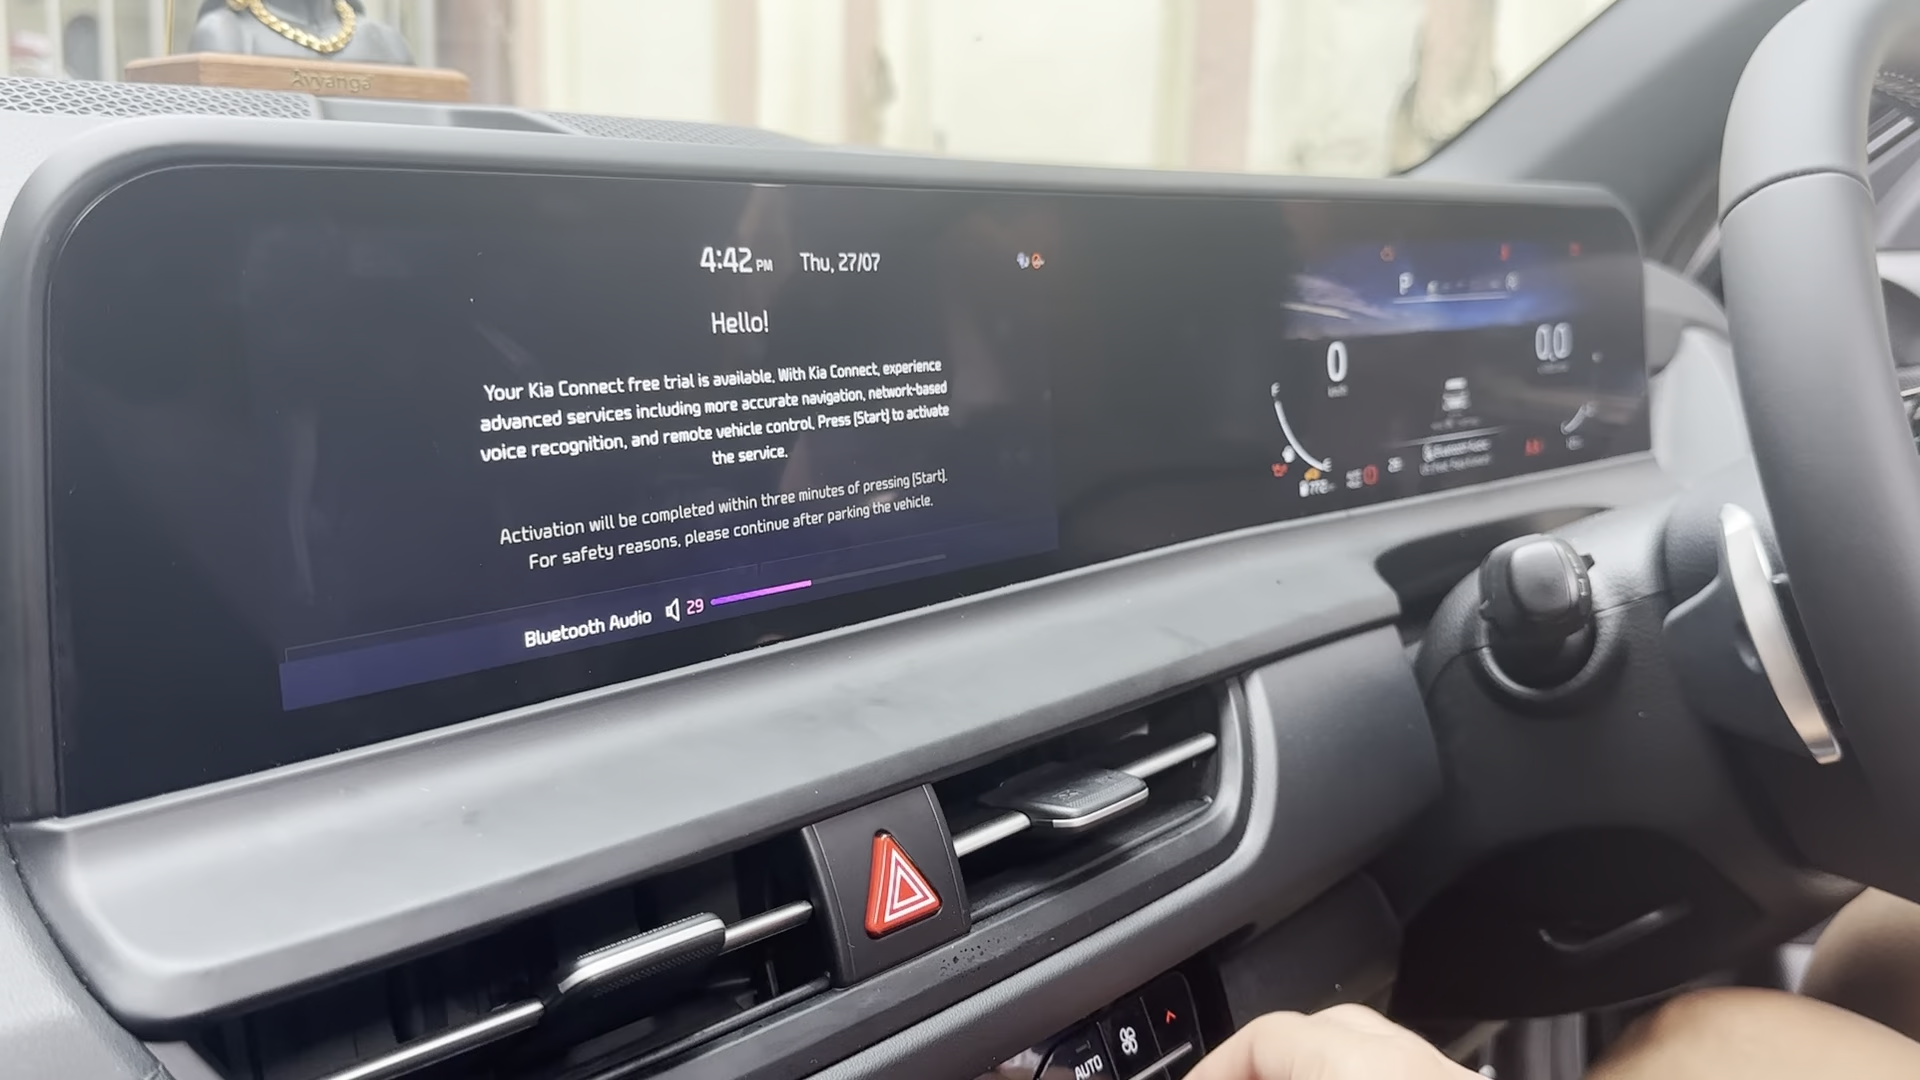 Avyanga
4:42 PM Thu, 27/07
Hello!
Your Kia Connect free trial is available. With Kia Connect, experience
advanced services including more accurate navigation, network-based
voice recognition, and remote vehicle control. Press [Start] to activate
the service.
Activation will be completed within three minutes of pressing [Start].
For safety reasons, please continue after parking the vehicle.
Bluetooth Audio 29
P
0
0.0
E
AUTO